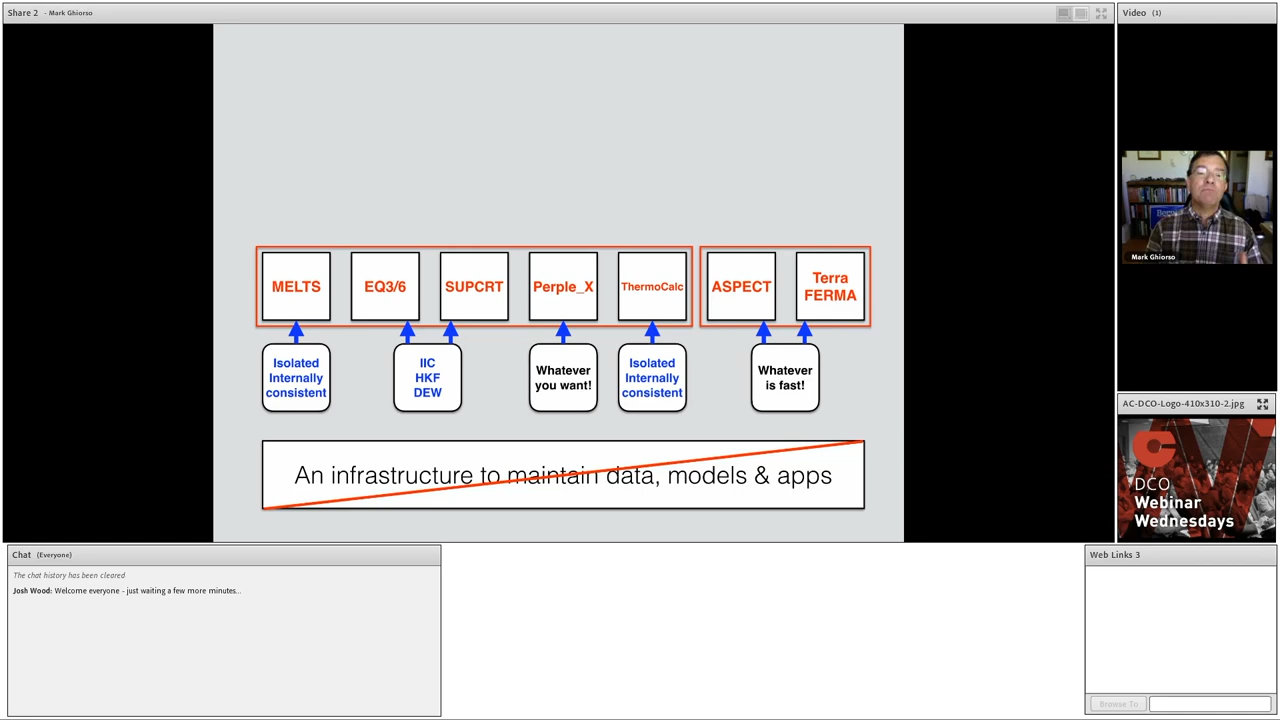 Share 2 - Mark Ghiorso
Video (1)
MELTS
EQ3/6
SUPCRT
Perple_X
ThermoCalc
ASPECT
Terra
FERMA
Isolated
Internally
consistent
IIC
HKF
DEW
Whatever
you want!
Isolated
Internally
consistent
Whatever
is fast!
An infrastructure to maintain data, models & apps
Mark Ghiorso
AC-DCO-Logo-410x310-2.jpg
DCO
Webinar
Wednesdays
Chat (Everyone)
The chat history has been cleared
Josh Wood: Welcome everyone - just waiting a few more minutes...
Web Links 3
Browse To